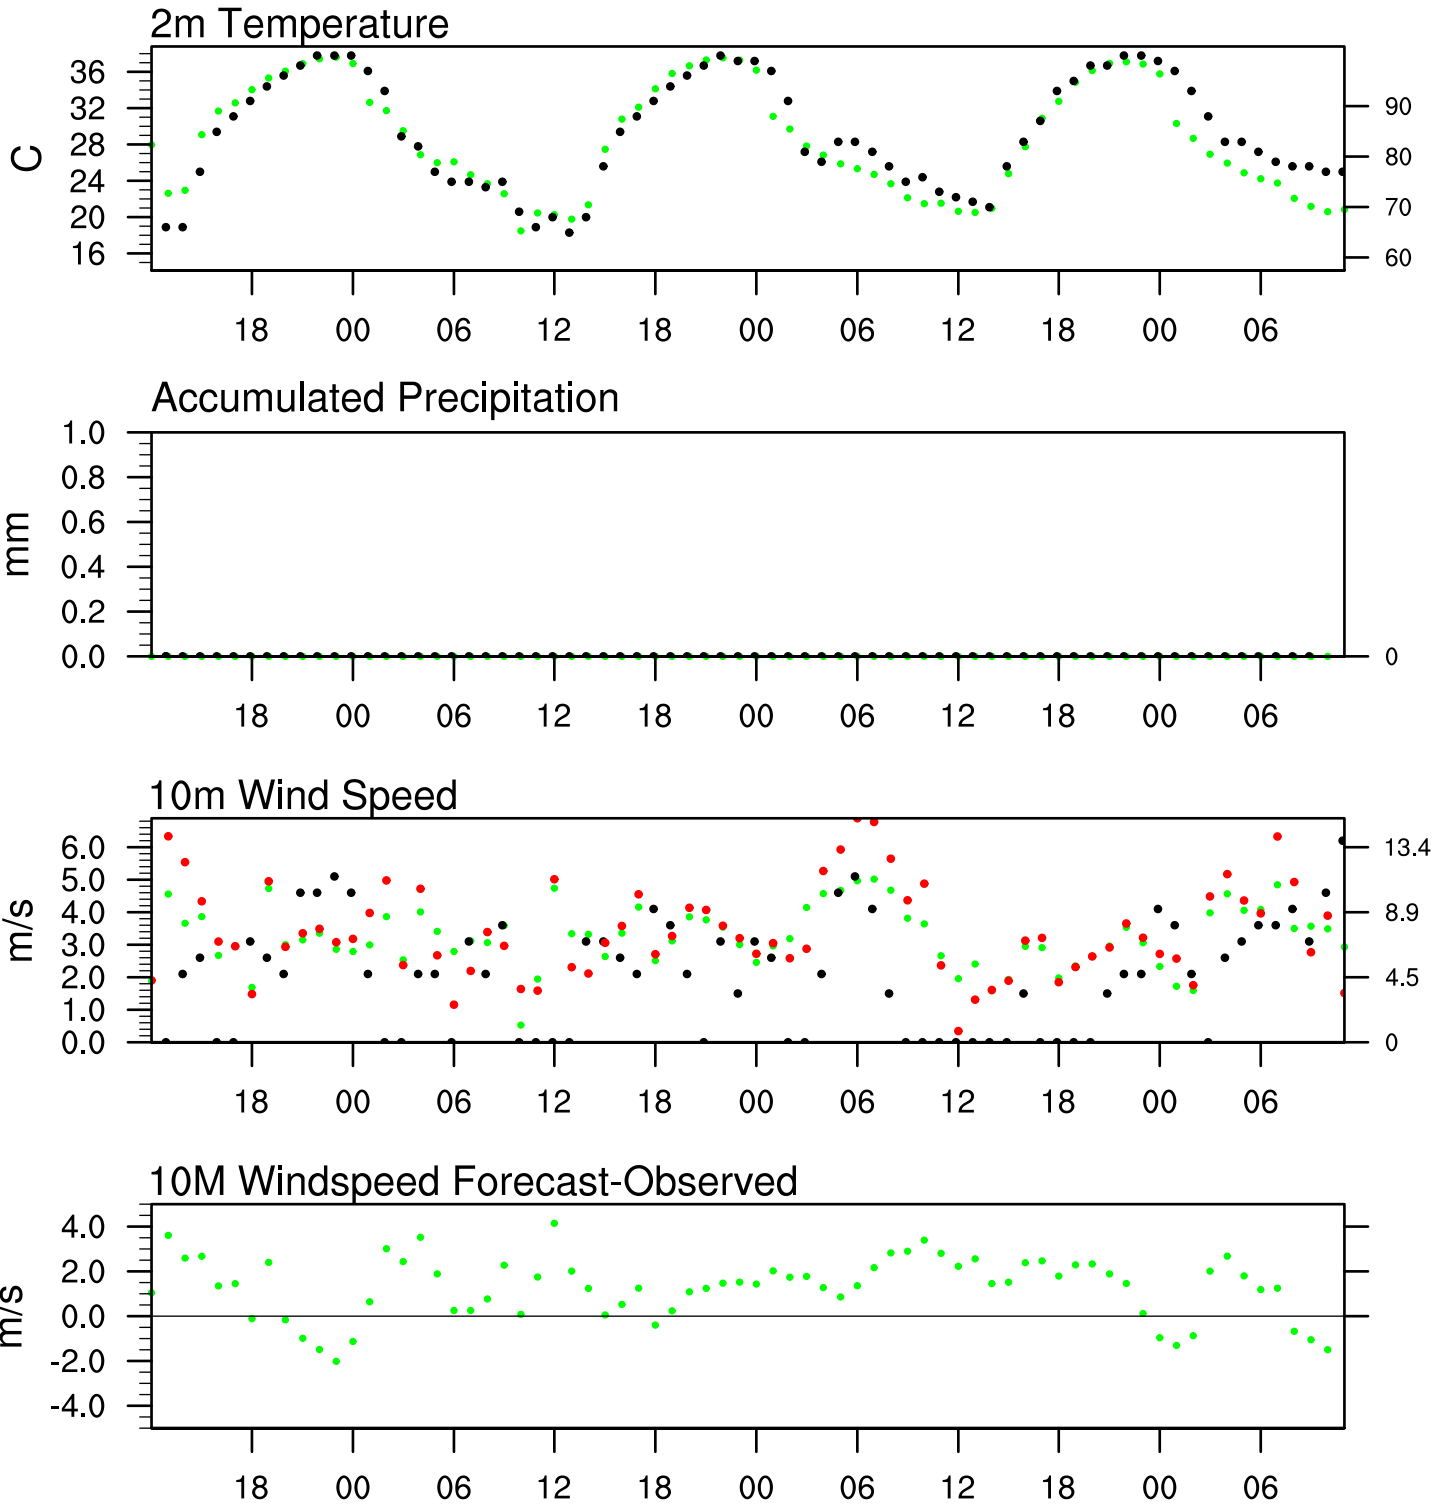 2m Temperature
C
36
32
28
24
20
16
90
80
70
60
18 00 06 12 18 00 06 12 18 00 06
Accumulated Precipitation
mm
1.0
0.8
0.6
0.4
0.2
0.0
0
18 00 06 12 18 00 06 12 18 00 06
10m Wind Speed
m/s
6.0
5.0
4.0
3.0
2.0
1.0
0.0
13.4
8.9
4.5
0
18 00 06 12 18 00 06 12 18 00 06
10M Windspeed Forecast-Observed
m/s
4.0
2.0
0.0
-2.0
-4.0
18 00 06 12 18 00 06 12 18 00 06